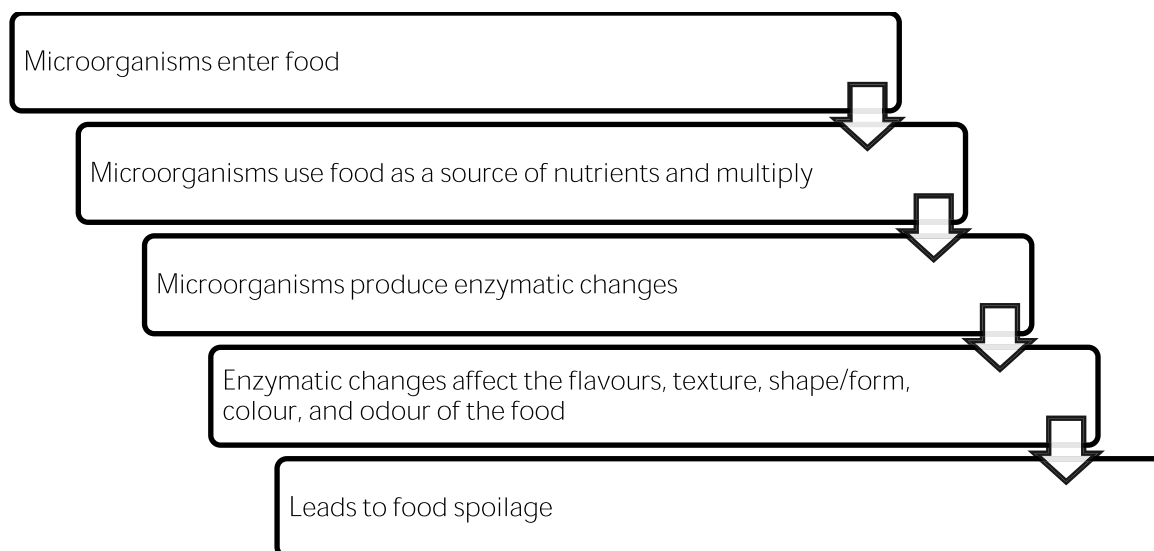 Microorganisms enter food
Microorganisms use food as a source of nutrients and multiply
Microorganisms produce enzymatic changes
Enzymatic changes affect the flavours, texture, shape/form,
colour, and odour of the food
Leads to food spoilage